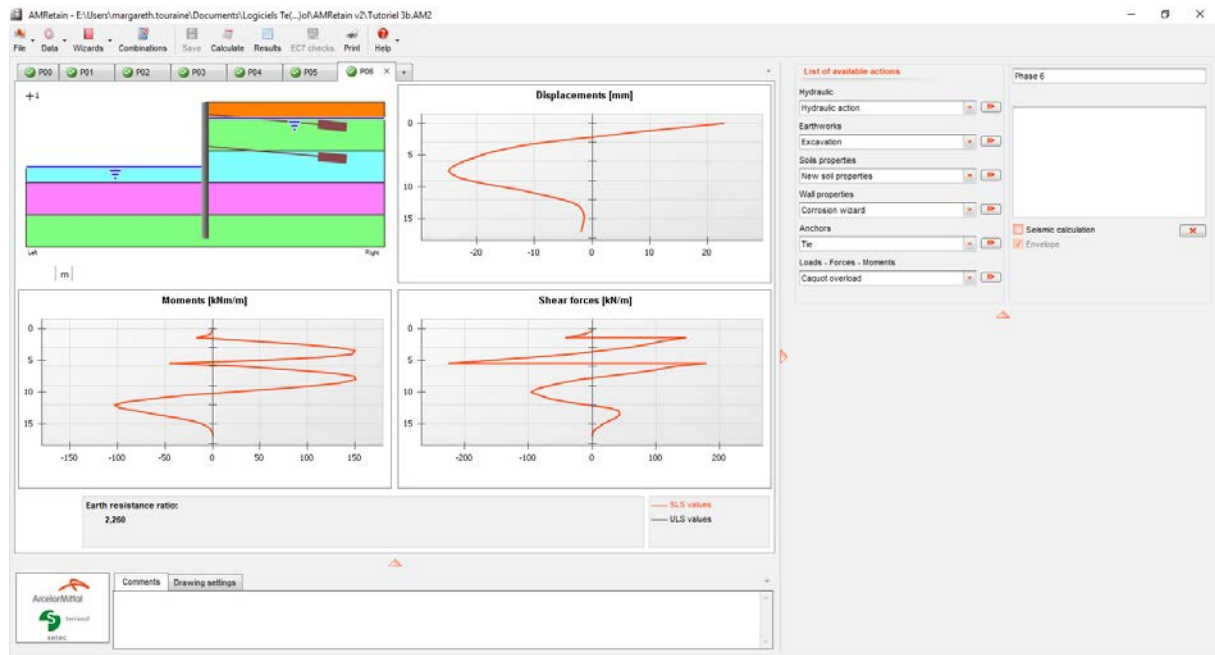 AMRetain - E:\Users\margareth.touraine\Documents\Logiciels Te(...)ol\AMRetain v2\Tutoriel 3b.AM2
File Data Wizards Combinations Save Calculate Results EC7 checks Print Help
P00 P01 P02 P03 P04 P05 P06 × +
Left Right
m
Displacements [mm]
0
5
10
15
-20 -10 0 10 20
Moments [kNm/m]
0
5
10
15
-150 -100 -50 0 50 100 150
Shear forces [kN/m]
0
5
10
15
-200 -100 0 100 200
Earth resistance ratio:
2,260
SLS values
ULS values
ArcelorMittal
terrasol
setec
Comments Drawing settings
List of available actions
Hydraulic
Hydraulic action
Earthworks
Excavation
Soils properties
New soil properties
Wall properties
Corrosion wizard
Anchors
Tie
Loads - Forces - Moments
Caquot overload
Phase 6
Seismic calculation
Envelope